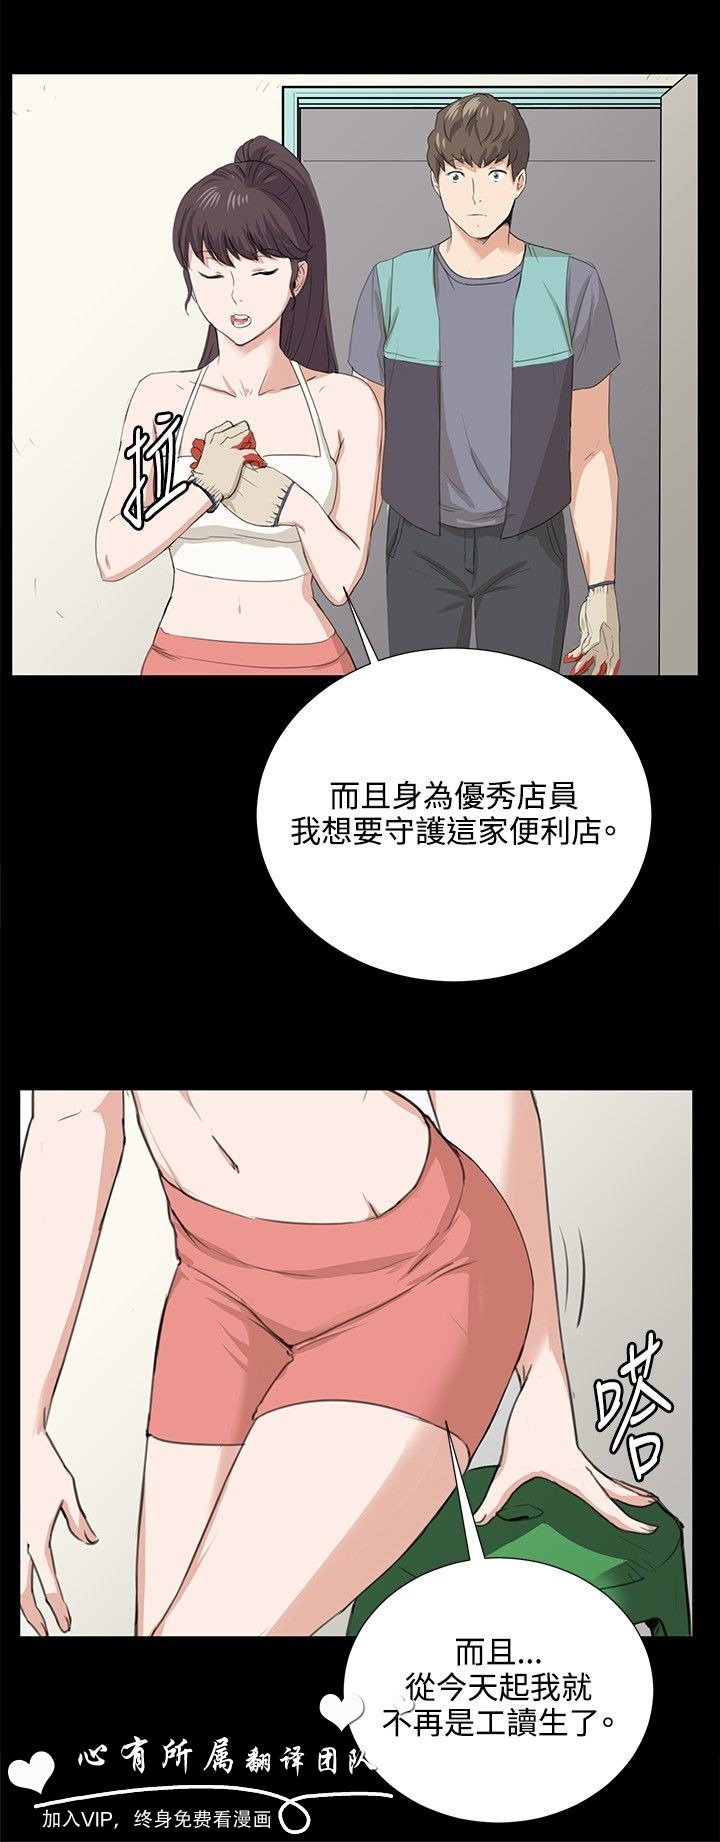 拉
而且身為優秀店員
我想要守護這家便利店。
嗒
而且...
從今天起我就
不再是工讀生了。
心有所属翻译团队
加入VIP，终身免费看漫画